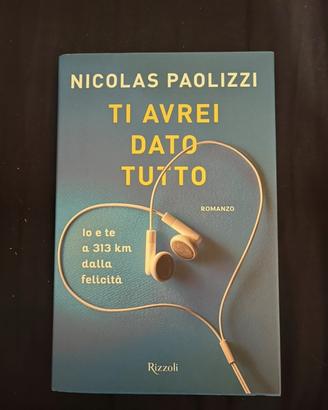 NICOLAS PAOLIZZI
TI AVREI
DATO
TUTTO
ROMANZO
Io e te
a 313 km
dalla
felicità
Rizzoli